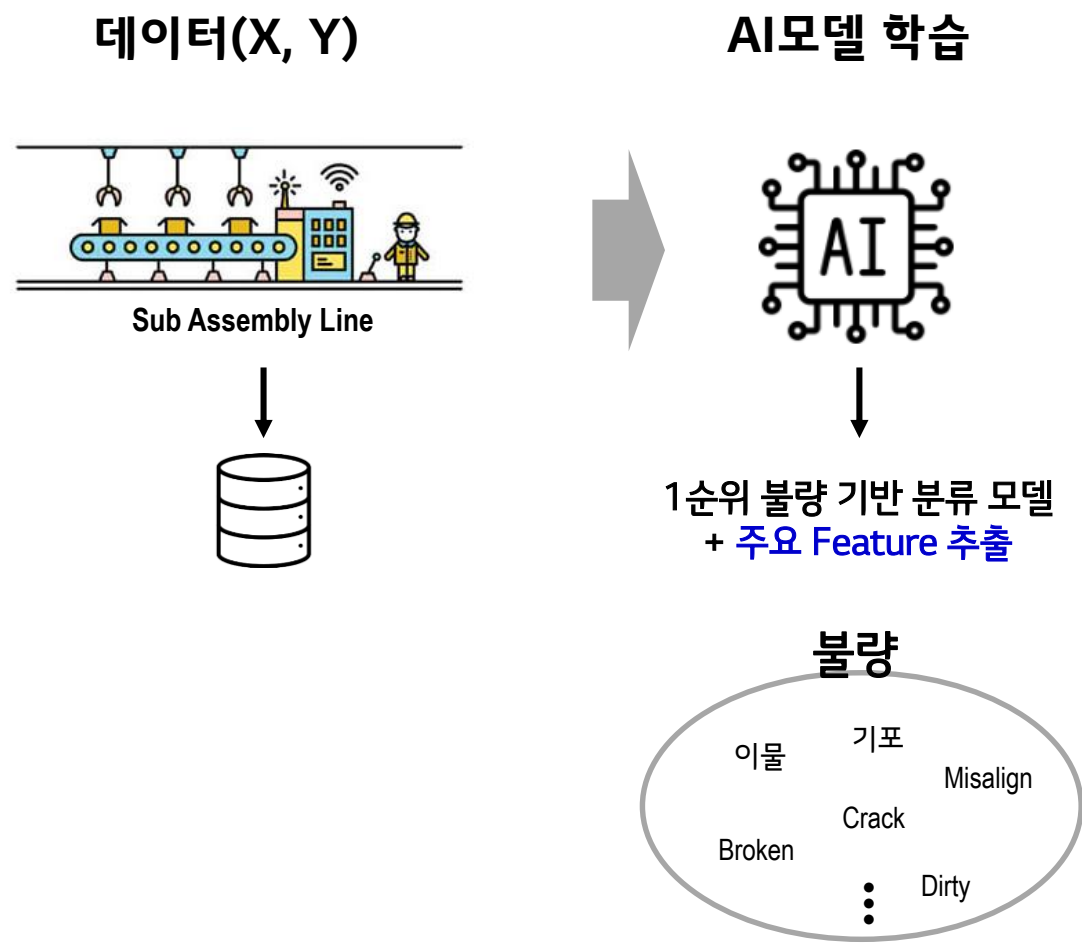 데이터(X, Y)
AI모델 학습
AI
Sub Assembly Line
1순위 불량 기반 분류 모델
+ 주요 Feature 추출
불량
이물
기포
Misalign
Crack
Broken
Dirty